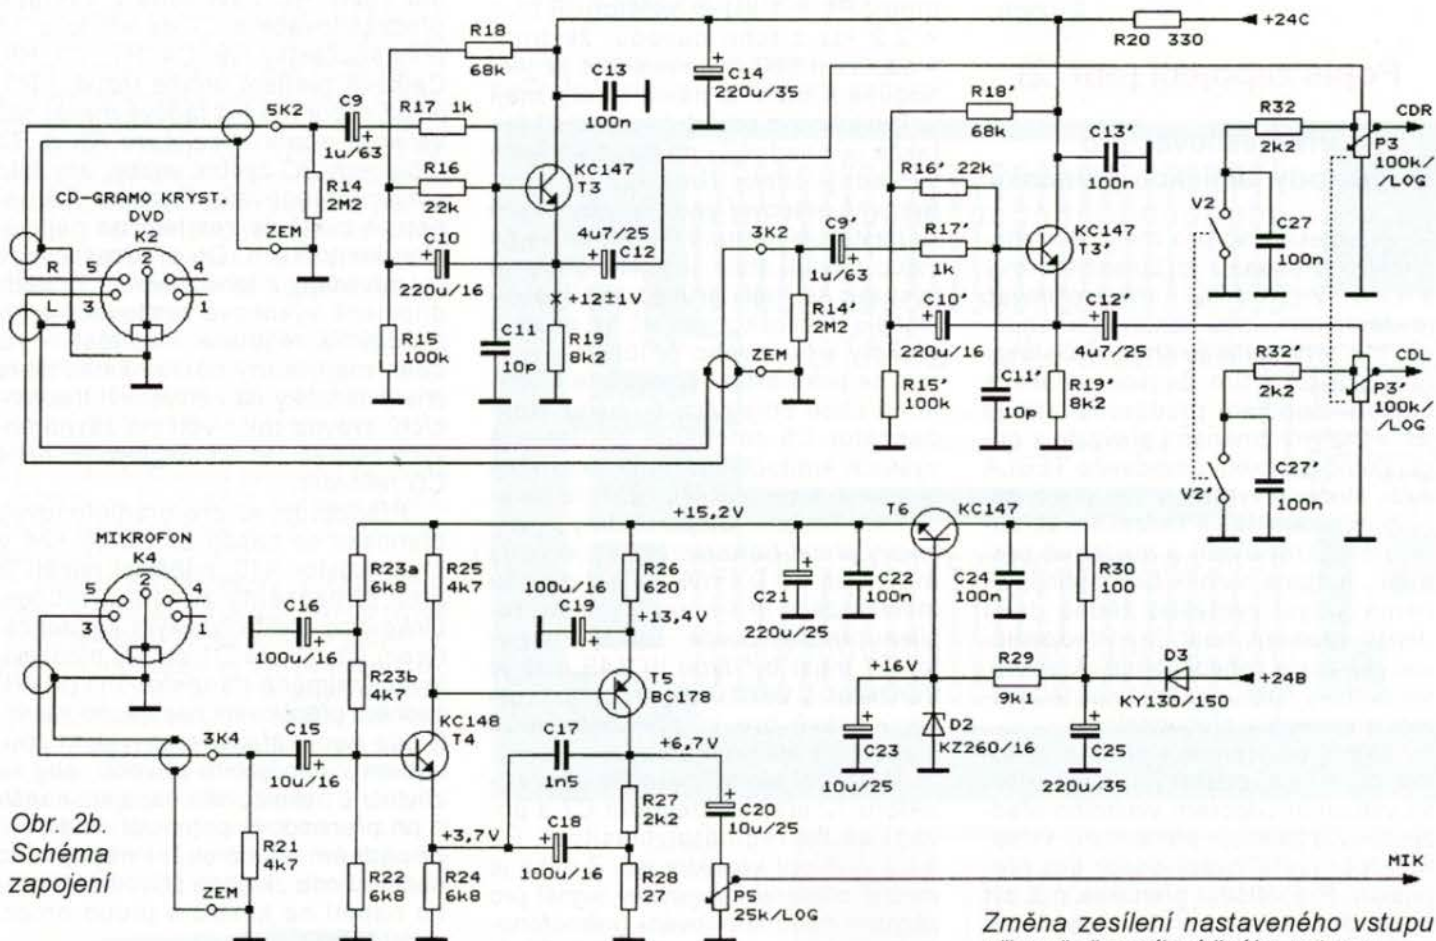 R18
68k
C13
100n
C14
220u/35
R20 330
+24C
5K2
C9
1u/63
R17 1k
R16
22k
R14
2M2
KC147
T3
R18'
68k
C13'
100n
R32
2k2
CDR
P3
100k/
/LOG
CD-GRAMO KRYST.
DVD
K2
R
L
5
2
4
3
1
ZEM
C10
220u/16
4u7/25
C12
+12±1V
R15
100k
C11
10p
R19
8k2
3K2
C9'
1u/63
R14'
2M2
ZEM
R16' 22k
R17'
1k
KC147
T3'
C10'
220u/16
C12'
4u7/25
R15'
100k
C11'
10p
R19'
8k2
V2
C27
100n
R32'
2k2
CDL
P3'
100k/
/LOG
V2'
C27'
100n
MIKROFON
K4
5
2
4
3
1
C16
100u/16
R23a
6k8
R25
4k7
R23b
4k7
3K4
C15
10u/16
KC148
T4
R21
4k7
ZEM
R22
6k8
R24
6k8
+3,7V
+15,2V
100u/16
C19
R26
620
+13,4V
T5
BC178
C17
1n5
+6,7V
C18
100u/16
R27
2k2
R28
27
C20
10u/25
P5
25k/LOG
T6
KC147
C21
220u/25
C22
100n
C24
100n
R30
100
+16V
R29
9k1
D3
KY130/150
+24B
C23
10u/25
D2
KZ260/16
C25
220u/35
MIK
Obr. 2b.
Schéma
zapojení
Změna zesílení nastaveného vstupu